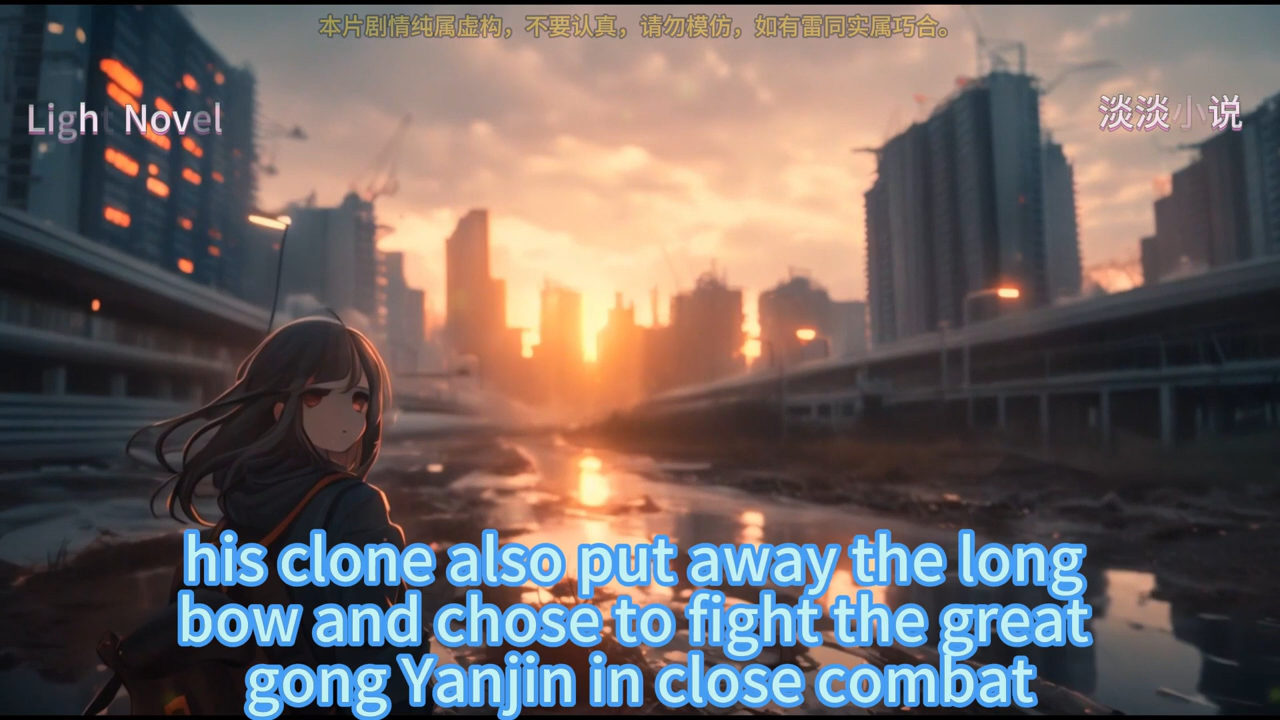 本片剧情纯属虚构，不要认真，请勿模仿，如有雷同实属巧合。
Light Novel
淡淡小说
his clone also put away the long
bow and chose to fight the great
gong Yanjin in close combat